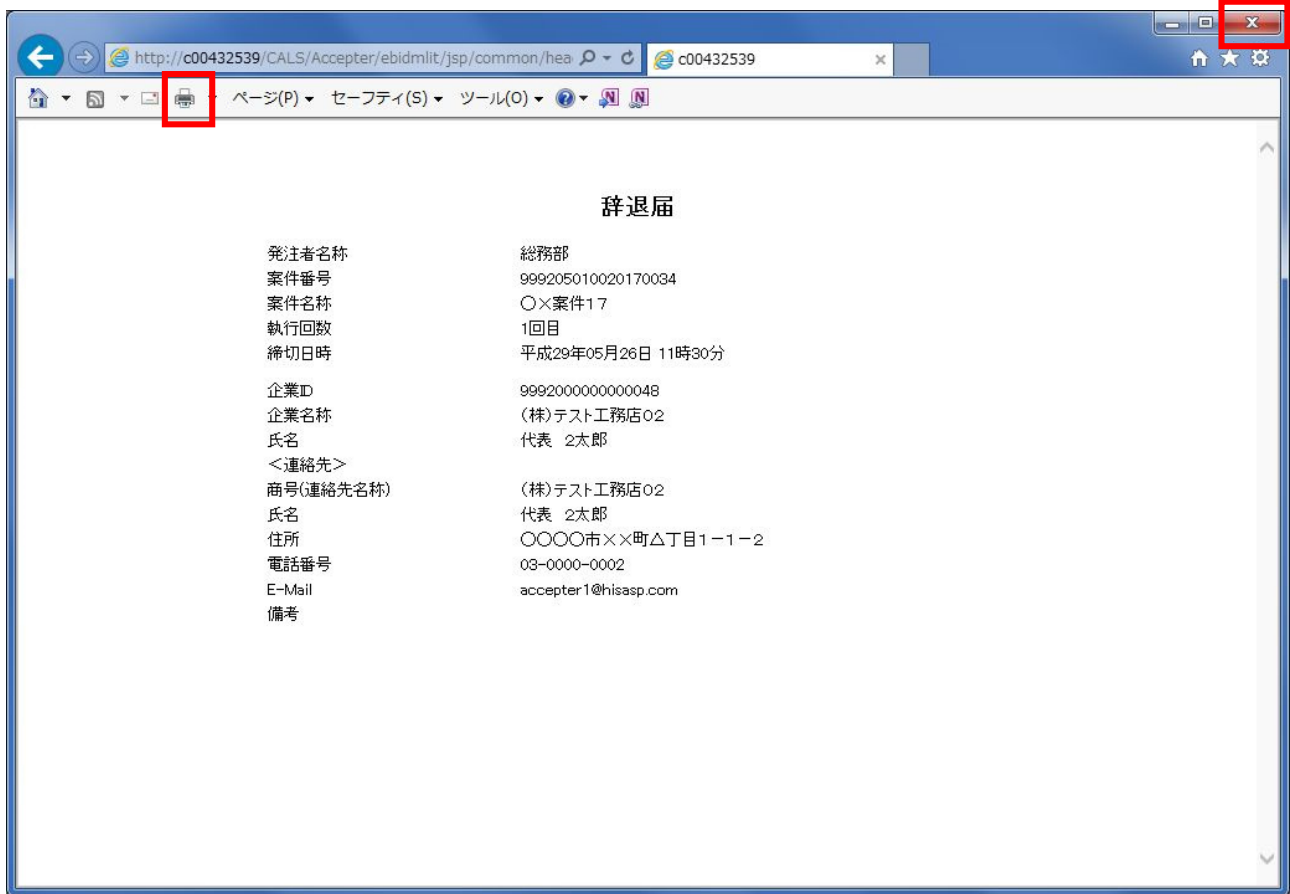 http://c00432539/CALS/Accepter/ebidmlit/jsp/common/hea
c00432539
ページ(P) セーフティ(S) ツール(O)
辞退届
発注者名称 総務部
案件番号 999205010020170034
案件名称 〇×案件17
執行回数 1回目
締切日時 平成29年05月26日 11時30分
企業ID 9992000000000048
企業名称 (株)テスト工務店02
氏名 代表 2太郎
<連絡先>
商号(連絡先名称) (株)テスト工務店02
氏名 代表 2太郎
住所 〇〇〇〇市××町△丁目1-1-2
電話番号 03-0000-0002
E-Mail accepter1@hisasp.com
備考